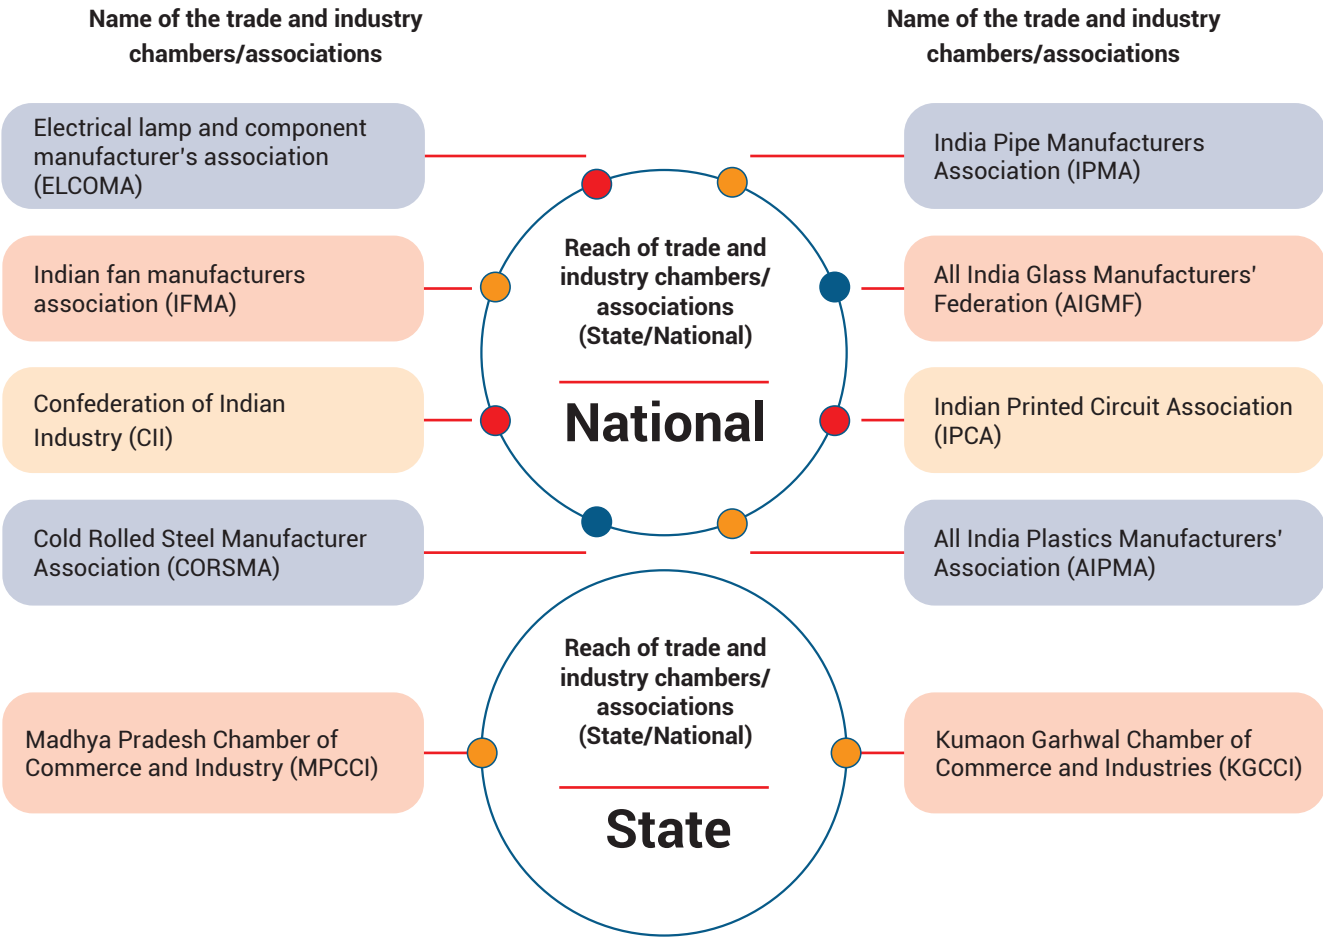 Name of the trade and industry
chambers/associations
Name of the trade and industry
chambers/associations
Electrical lamp and component
manufacturer's association
(ELCOMA)
Indian fan manufacturers
association (IFMA)
Confederation of Indian
Industry (CII)
Cold Rolled Steel Manufacturer
Association (CORSMA)
Reach of trade and
industry chambers/
associations
(State/National)
National
India Pipe Manufacturers
Association (IPMA)
All India Glass Manufacturers'
Federation (AIGMF)
Indian Printed Circuit Association
(IPCA)
All India Plastics Manufacturers'
Association (AIPMA)
Madhya Pradesh Chamber of
Commerce and Industry (MPCCI)
Reach of trade and
industry chambers/
associations
(State/National)
State
Kumaon Garhwal Chamber of
Commerce and Industries (KGCCI)